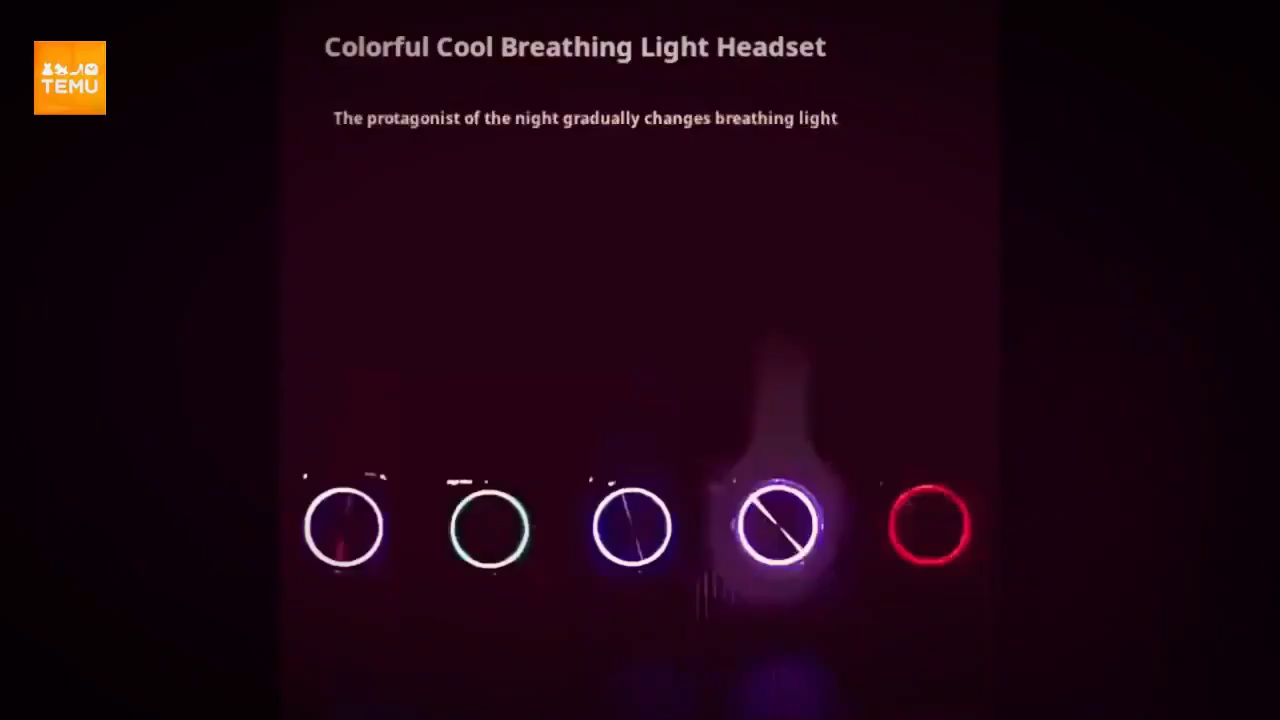 Colorful Cool Breathing Light Headset
TEMU
The protagonist of the night gradually changes breathing light